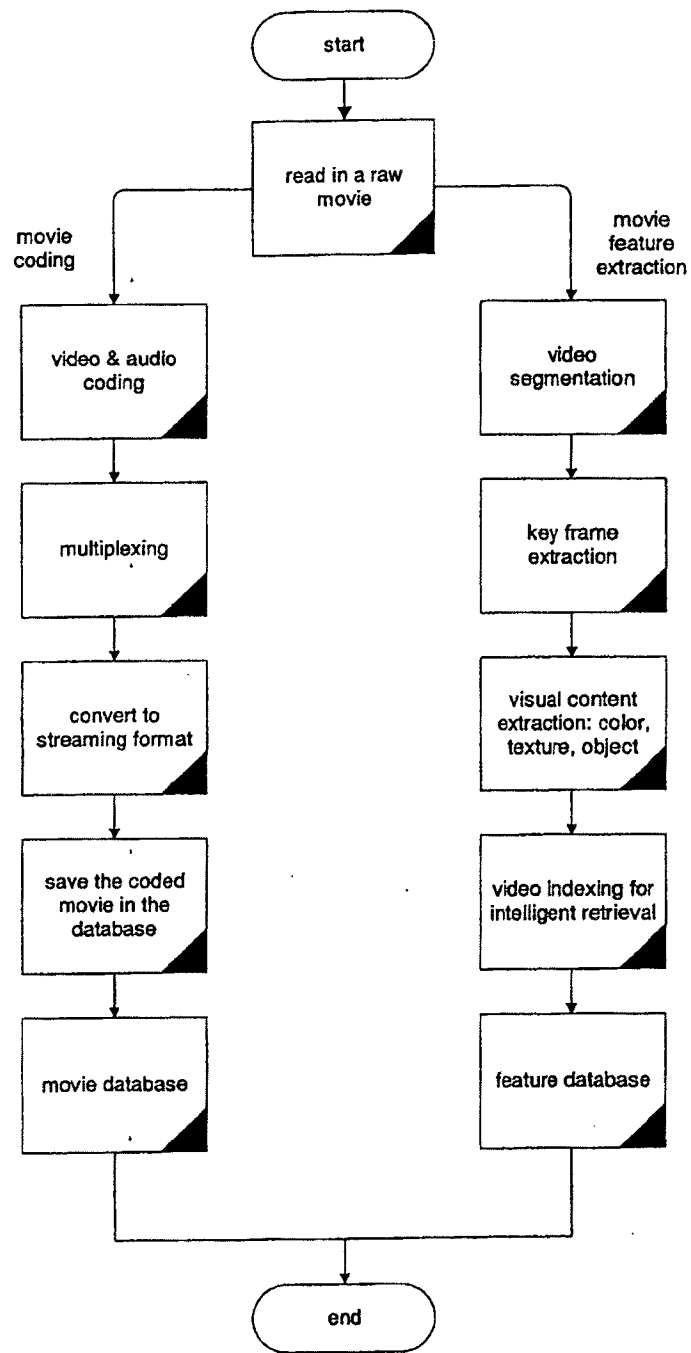 start
read in a raw
movie
movie
coding
movie
feature
extraction
video & audio
coding
video
segmentation
multiplexing
key frame
extraction
convert to
streaming format
visual content
extraction: color,
texture, object
save the coded
movie in the
database
video indexing for
intelligent retrieval
movie database
feature database
end